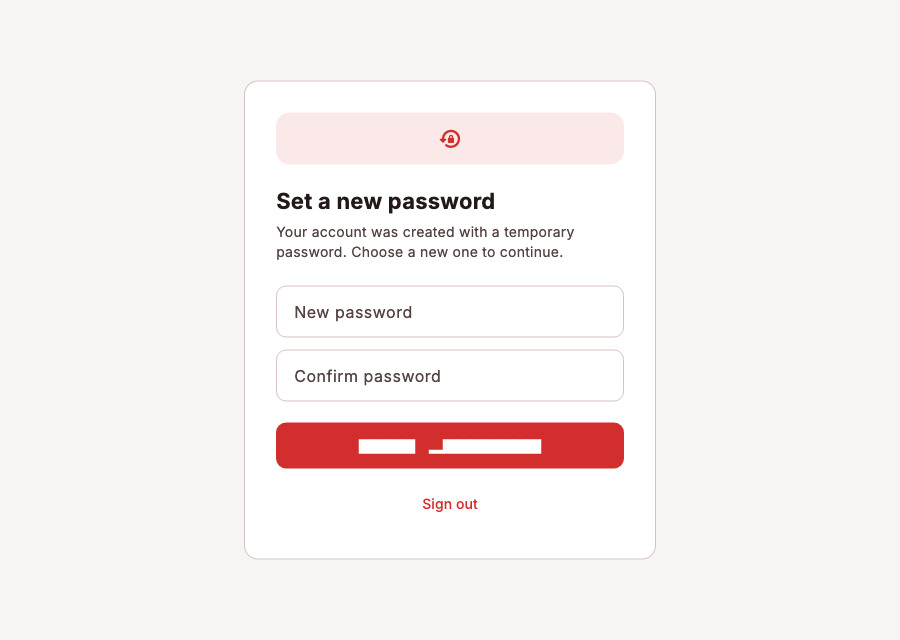 Set a new password
Your account was created with a temporary
password. Choose a new one to continue.
New password
Confirm password
Sign out